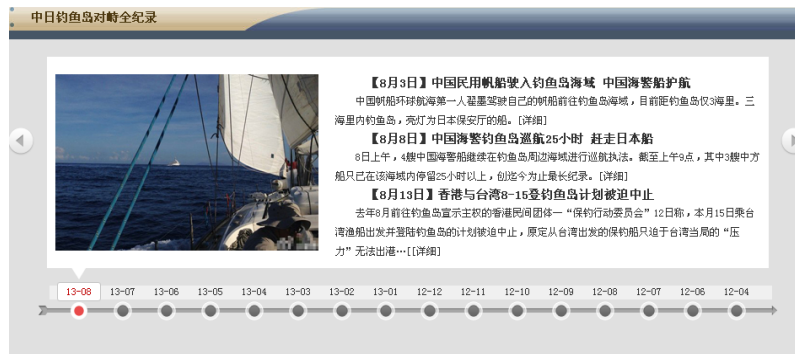 中日钓鱼岛对峙全纪录
【8月3日】中国民用帆船驶入钓鱼岛海域 中国海警船护航
中国帆船环球航海第一人翟墨驾驶自己的帆船前往钓鱼岛海域，目前距钓鱼岛仅3海里。三
海里内钓鱼岛，亮灯为日本保安厅的船。[详细]
【8月8日】中国海警钓鱼岛巡航25小时 赶走日本船
8日上午，4艘中国海警船继续在钓鱼岛周边海域进行巡航执法。截至上午9点，其中3艘中方
船只已在该海域内停留25小时以上，创迄今为止最长纪录。[详细]
【8月13日】香港与台湾8-15登钓鱼岛计划被迫中止
去年8月前往钓鱼岛宣示主权的香港民间团体一“保钓行动委员会”12日称，本月15日乘台
湾渔船出发并登陆钓鱼岛的计划被迫中止，原定从台湾出发的保钓船只迫于台湾当局的“压
力”无法出港…[[详细]
13-08 13-07 13-06 13-05 13-04 13-03 13-02 13-01 12-12 12-11 12-10 12-09 12-08 12-07 12-06 12-04